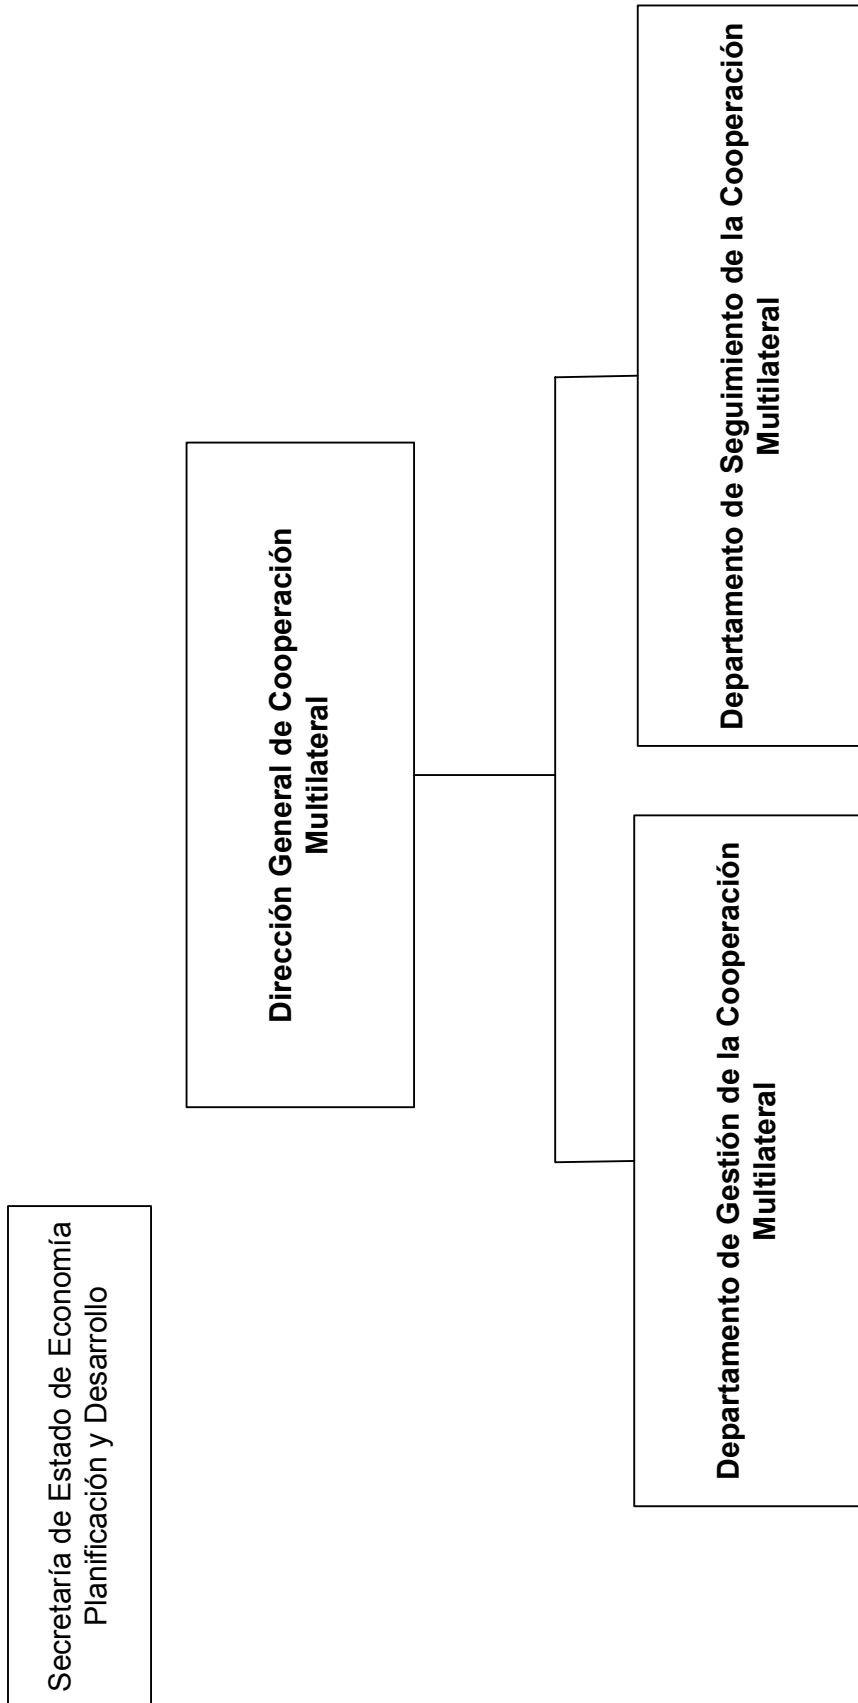 Secretaría de Estado de Economía
Planificación y Desarrollo
Dirección General de Cooperación
Multilateral
Departamento de Gestión de la Cooperación
Multilateral
Departamento de Seguimiento de la Cooperación
Multilateral